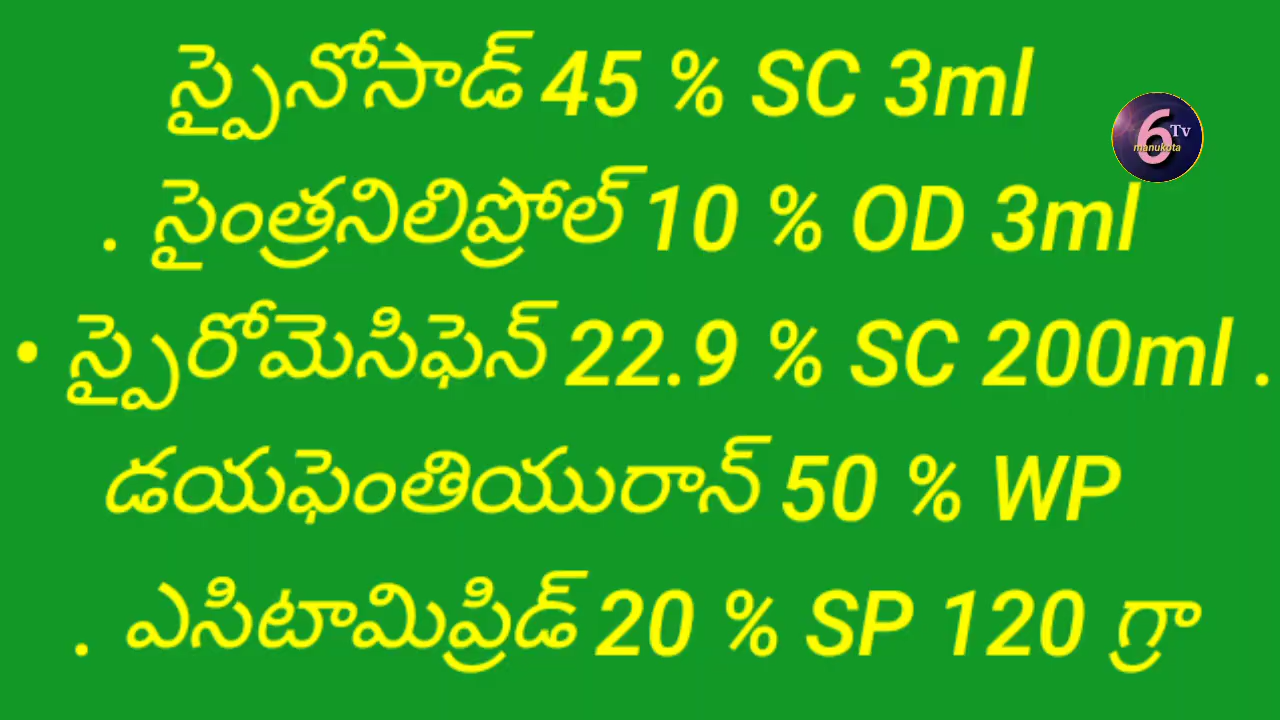 స్పైనోసాడ్ 45 % SC 3ml
6 Tv
manukota
. సైంత్రనిలిప్రోల్ 10 % OD 3ml
• స్పైరోమెసిఫెన్ 22.9 % SC 200ml .
డయఫెంతియురాన్ 50 % WP
. ఎసిటామిప్రిడ్ 20 % SP 120 గ్రా